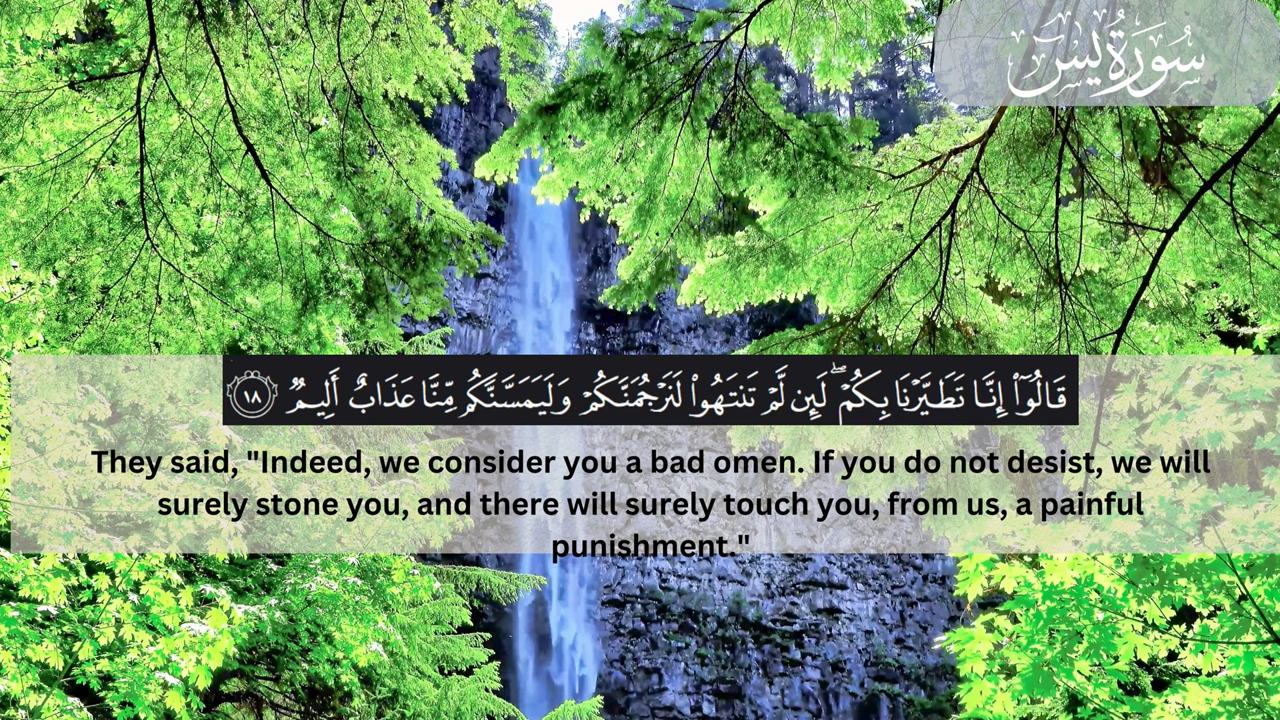 سُورَةُ يسٓ
قَالُوٓا۟ إِنَّا تَطَيَّرْنَا بِكُمْ ۖ لَئِن لَّمْ تَنتَهُوا۟ لَنَرْجُمَنَّكُمْ وَلَيَمَسَّنَّكُم مِّنَّا عَذَابٌ أَلِيمٌ ١٨
They said, "Indeed, we consider you a bad omen. If you do not desist, we will
surely stone you, and there will surely touch you, from us, a painful
punishment."